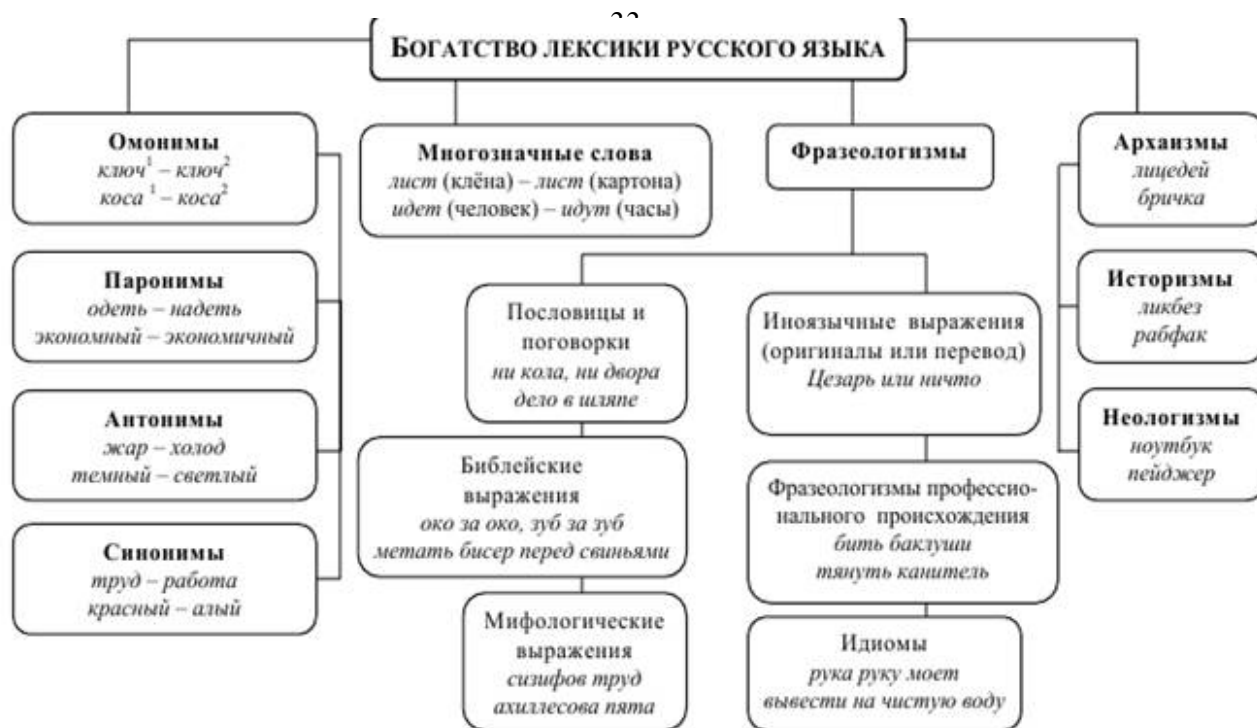 БОГАТСТВО ЛЕКСИКИ РУССКОГО ЯЗЫКА
Омонимы
ключ¹ – ключ²
коса ¹ – коса²
Паронимы
одеть – надеть
экономный – экономичный
Антонимы
жар – холод
темный – светлый
Синонимы
труд – работа
красный – алый
Многозначные слова
лист (клёна) – лист (картона)
идет (человек) – идут (часы)
Фразеологизмы
Пословицы и
поговорки
ни кола, ни двора
дело в шляпе
Библейские
выражения
око за око, зуб за зуб
метать бисер перед свиньями
Мифологические
выражения
сизифов труд
ахиллесова пята
Иноязычные выражения
(оригиналы или перевод)
Цезарь или ничто
Фразеологизмы профессио-
нального происхождения
бить баклуши
тянуть канитель
Идиомы
рука руку моет
вывести на чистую воду
Архаизмы
лицедей
бричка
Историзмы
ликбез
рабфак
Неологизмы
ноутбук
пейджер